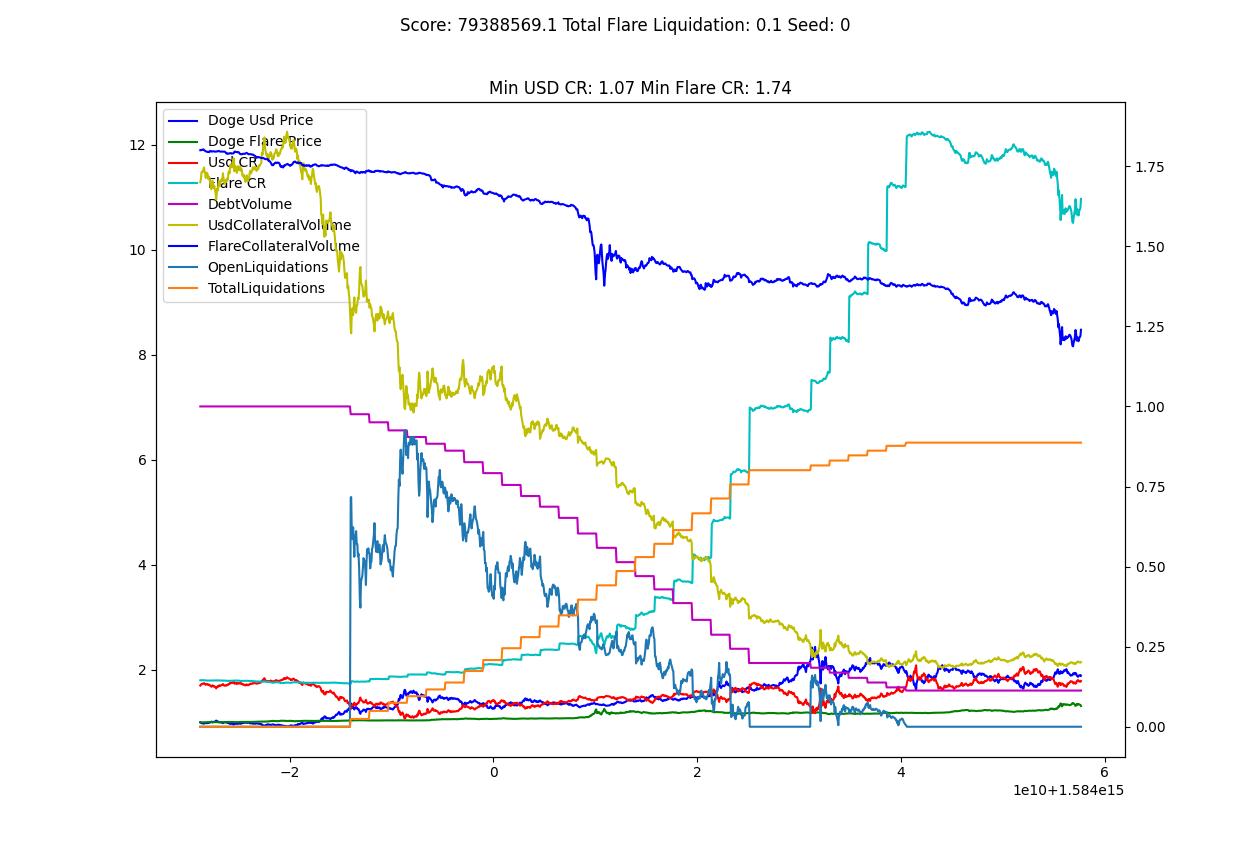 Score: 79388569.1 Total Flare Liquidation: 0.1 Seed: 0
Min USD CR: 1.07 Min Flare CR: 1.74
Doge Usd Price
Doge Flare Price
Usd CR
Flare CR
DebtVolume
UsdCollateralVolume
FlareCollateralVolume
OpenLiquidations
TotalLiquidations
12
10
8
6
4
2
1.75
1.50
1.25
1.00
0.75
0.50
0.25
0.00
−2
0
2
4
6
1e10+1.584e15